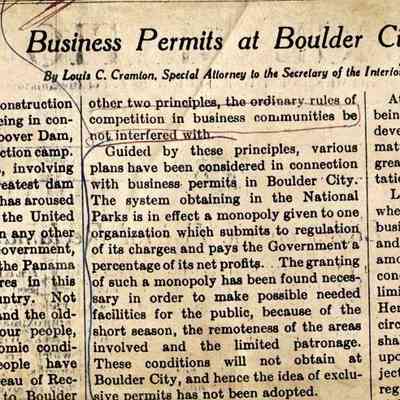 Business Permits at Boulder Ci
By Louis C. Cramton, Special Attorney to the Secretary of the Interio
onstruction
eing in con-
oover Dam,
ction camp.
s, involving
eatest dam
has aroused
the United
n any other
overnment,
the Panama
ures in this
untry. Not
and the old-
our people,
omic condi-
eople have
eau of Rec-
to Boulder
other two principles, the ordinary rules of
competition in business communities be
not interfered with.
Guided by these principles, various
plans have been considered in connection
with business permits in Boulder City.
The system obtaining in the National
Parks is in effect a monopoly given to one
organization which submits to regulation
of its charges and pays the Government a
percentage of its net profits. The granting
of such a monopoly has been found neces-
sary in order to make possible needed
facilities for the public, because of the
short season, the remoteness of the areas
involved and the limited patronage.
These conditions will not obtain at
Boulder City, and hence the idea of exclu-
sive permits has not been adopted.
At
being
deve
mat
grea
tatio
L
whe
busi
and
amo
conc
limi
Her
circ
sha
upo
ject
reg